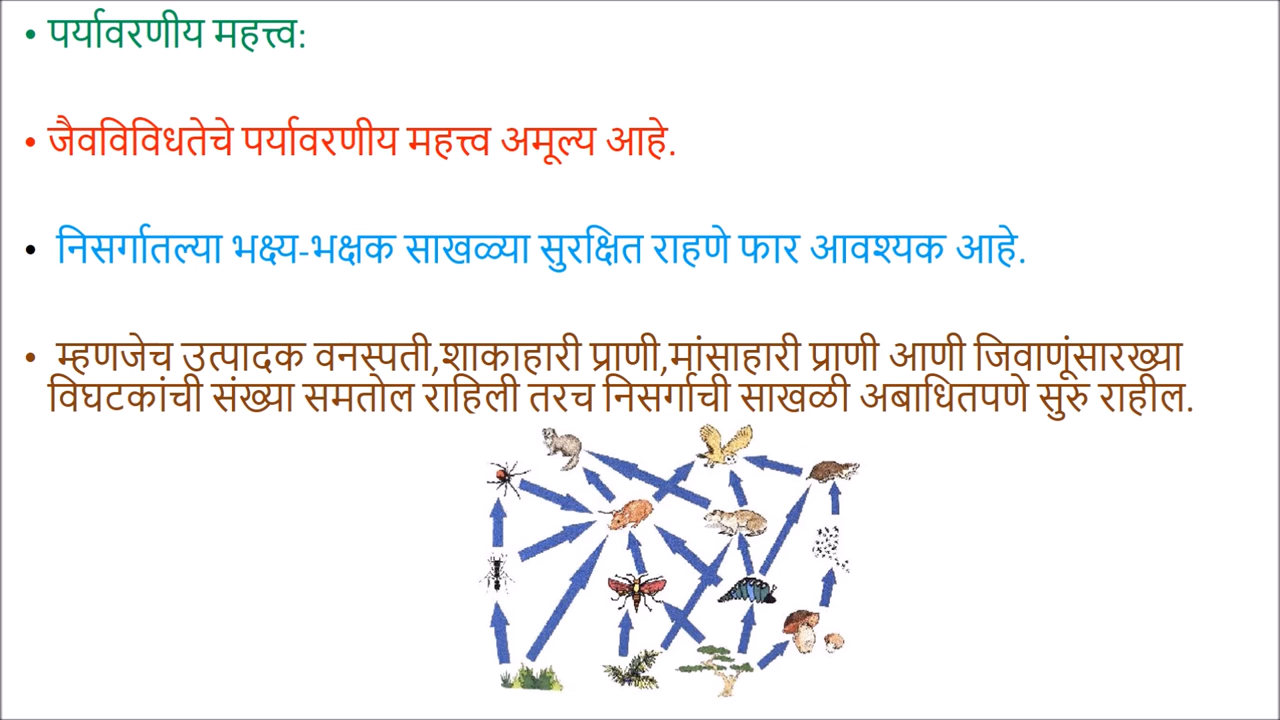 • पर्यावरणीय महत्त्व:
• जैवविविधतेचे पर्यावरणीय महत्त्व अमूल्य आहे.
• निसर्गातल्या भक्ष्य-भक्षक साखळ्या सुरक्षित राहणे फार आवश्यक आहे.
• म्हणजेच उत्पादक वनस्पती,शाकाहारी प्राणी,मांसाहारी प्राणी आणी जिवाणूंसारख्या
विघटकांची संख्या समतोल राहिली तरच निसर्गाची साखळी अबाधितपणे सुरु राहील.